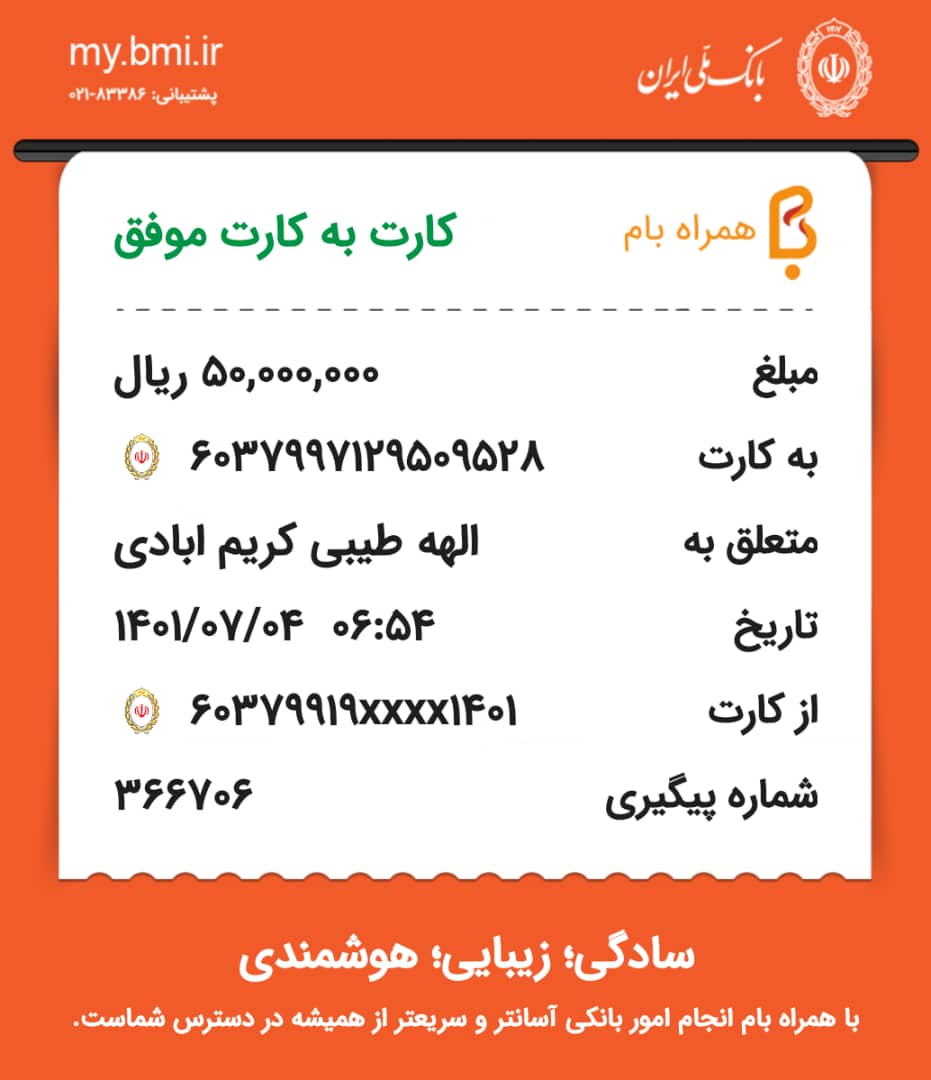 بانک ملی ایران
my.bmi.ir
پشتیبانی: ۸۳۳۸۶-۰۲۱
همراه بام
کارت به کارت موفق
مبلغ ۵۰,۰۰۰,۰۰۰ ریال
به کارت ۶۰۳۷۹۹۷۱۲۹۵۰۹۵۲۸
متعلق به الهه طیبی کریم ابادی
تاریخ ۱۴۰۱/۰۷/۰۴ ۰۶:۵۴
از کارت ۶۰۳۷۹۹۱۹xxxx۱۴۰۱
شماره پیگیری ۳۶۶۷۰۶
سادگی؛ زیبایی؛ هوشمندی
با همراه بام انجام امور بانکی آسانتر و سریعتر از همیشه در دسترس شماست.